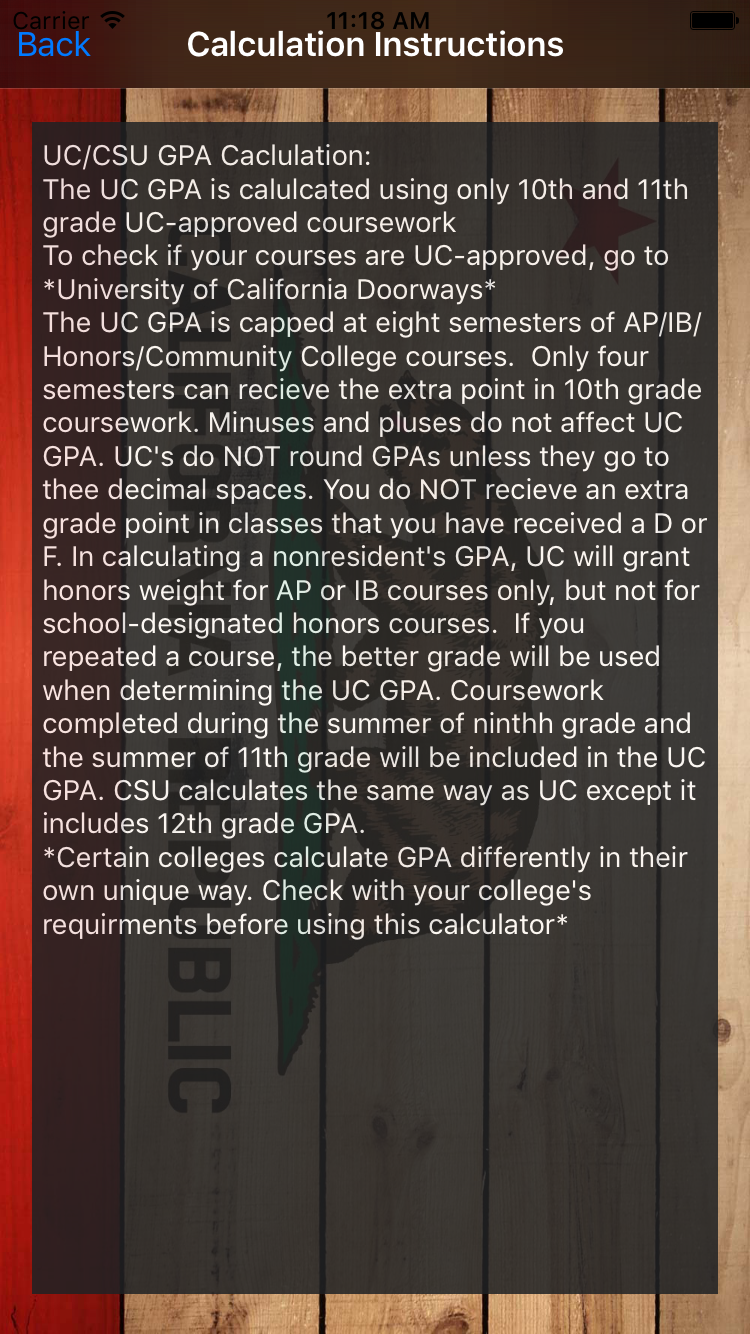 Carrier 11:18 AM
Back Calculation Instructions
UC/CSU GPA Caclulation:
The UC GPA is calulcated using only 10th and 11th
grade UC-approved coursework
To check if your courses are UC-approved, go to
*University of California Doorways*
The UC GPA is capped at eight semesters of AP/IB/
Honors/Community College courses.  Only four
semesters can recieve the extra point in 10th grade
coursework. Minuses and pluses do not affect UC
GPA. UC's do NOT round GPAs unless they go to
thee decimal spaces. You do NOT recieve an extra
grade point in classes that you have received a D or
F. In calculating a nonresident's GPA, UC will grant
honors weight for AP or IB courses only, but not for
school-designated honors courses.  If you
repeated a course, the better grade will be used
when determining the UC GPA. Coursework
completed during the summer of ninthh grade and
the summer of 11th grade will be included in the UC
GPA. CSU calculates the same way as UC except it
includes 12th grade GPA.
*Certain colleges calculate GPA differently in their
own unique way. Check with your college's
requirments before using this calculator*
CALIFORNIA REPUBLIC